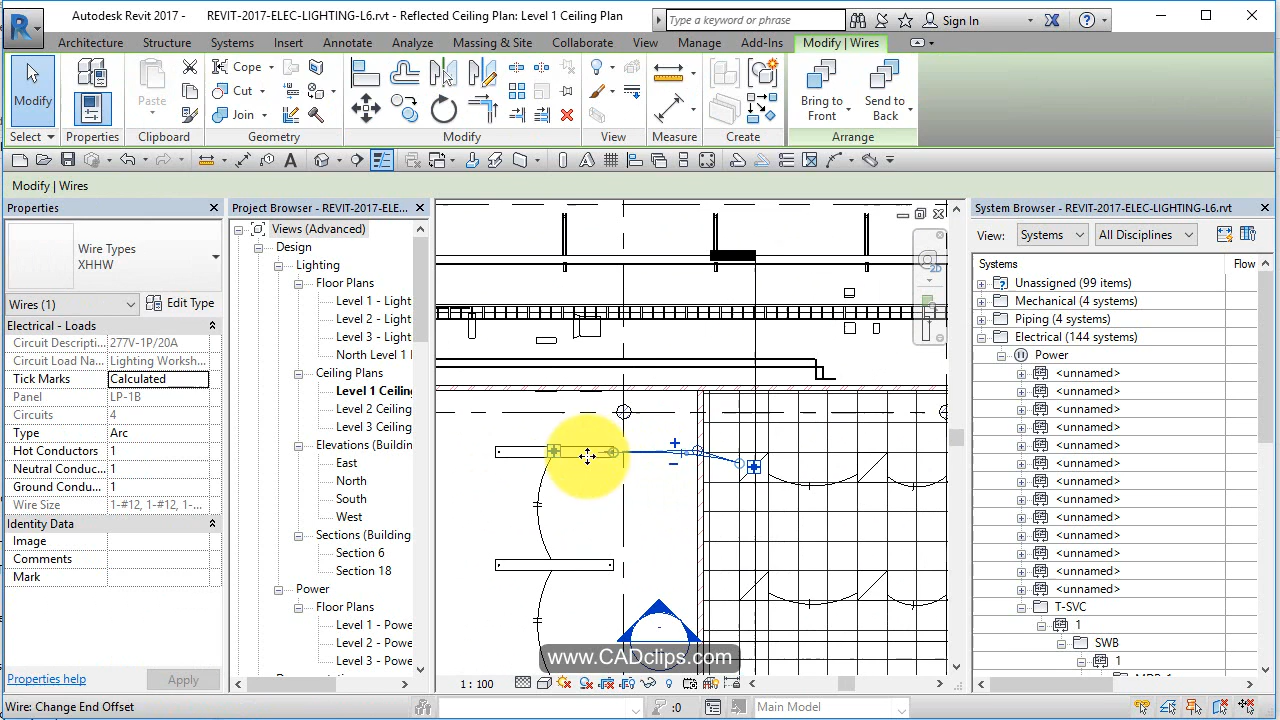 Autodesk Revit 2017 - REVIT-2017-ELEC-LIGHTING-L6.rvt - Reflected Ceiling Plan: Level 1 Ceiling Plan
Type a keyword or phrase
Sign In
Architecture Structure Systems Insert Annotate Analyze Massing & Site Collaborate View Manage Add-Ins Modify | Wires
Modify Paste Cope Cut Join Bring to Front Send to Back
Select Properties Clipboard Geometry Modify View Measure Create Arrange
Modify | Wires
Properties
Wire Types
XHHW
Wires (1) Edit Type
Electrical - Loads
Circuit Descripti... 277V-1P/20A
Circuit Load Na... Lighting Worksh...
Tick Marks Calculated
Panel LP-1B
Circuits 4
Type Arc
Hot Conductors 1
Neutral Conduc... 1
Ground Condu... 1
Wire Size 1-#12, 1-#12, 1-...
Identity Data
Image
Comments
Mark
Properties help Apply
Project Browser - REVIT-2017-ELE...
Views (Advanced)
Design
Lighting
Floor Plans
Level 1 - Light
Level 2 - Light
Level 3 - Light
North Level 1
Ceiling Plans
Level 1 Ceiling
Level 2 Ceiling
Level 3 Ceiling
Elevations (Building
East
North
South
West
Sections (Building
Section 6
Section 18
Power
Floor Plans
Level 1 - Powe
Level 2 - Powe
Level 3 - Powe
2D
www.CADclips.com
1 : 100
System Browser - REVIT-2017-ELEC-LIGHTING-L6.rvt
View: Systems All Disciplines
Systems Flow
Unassigned (99 items)
Mechanical (4 systems)
Piping (4 systems)
Electrical (144 systems)
Power
<unnamed>
<unnamed>
<unnamed>
<unnamed>
<unnamed>
<unnamed>
<unnamed>
<unnamed>
<unnamed>
<unnamed>
<unnamed>
<unnamed>
<unnamed>
T-SVC
1
SWB
1
Wire: Change End Offset
:0
Main Model